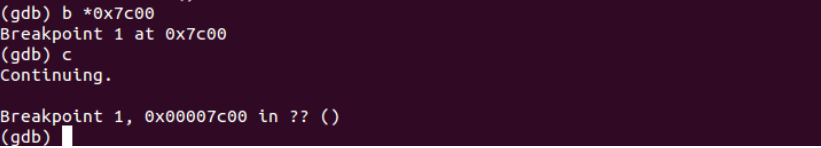 (gdb) b *0x7c00
Breakpoint 1 at 0x7c00
(gdb) c
Continuing.
Breakpoint 1, 0x00007c00 in ?? ()
(gdb)